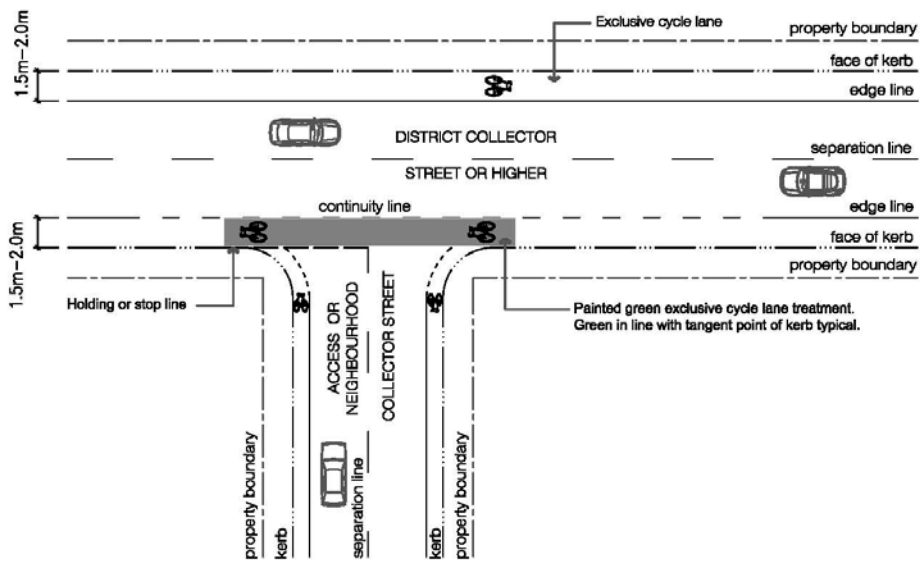 Exclusive cycle lane
property boundary
face of kerb
edge line
1.5m–2.0m
DISTRICT COLLECTOR
STREET OR HIGHER
separation line
continuity line
edge line
face of kerb
property boundary
1.5m–2.0m
Holding or stop line
Painted green exclusive cycle lane treatment.
Green in line with tangent point of kerb typical.
ACCESS OR
NEIGHBOURHOOD
COLLECTOR STREET
property boundary
kerb
separation line
kerb
property boundary